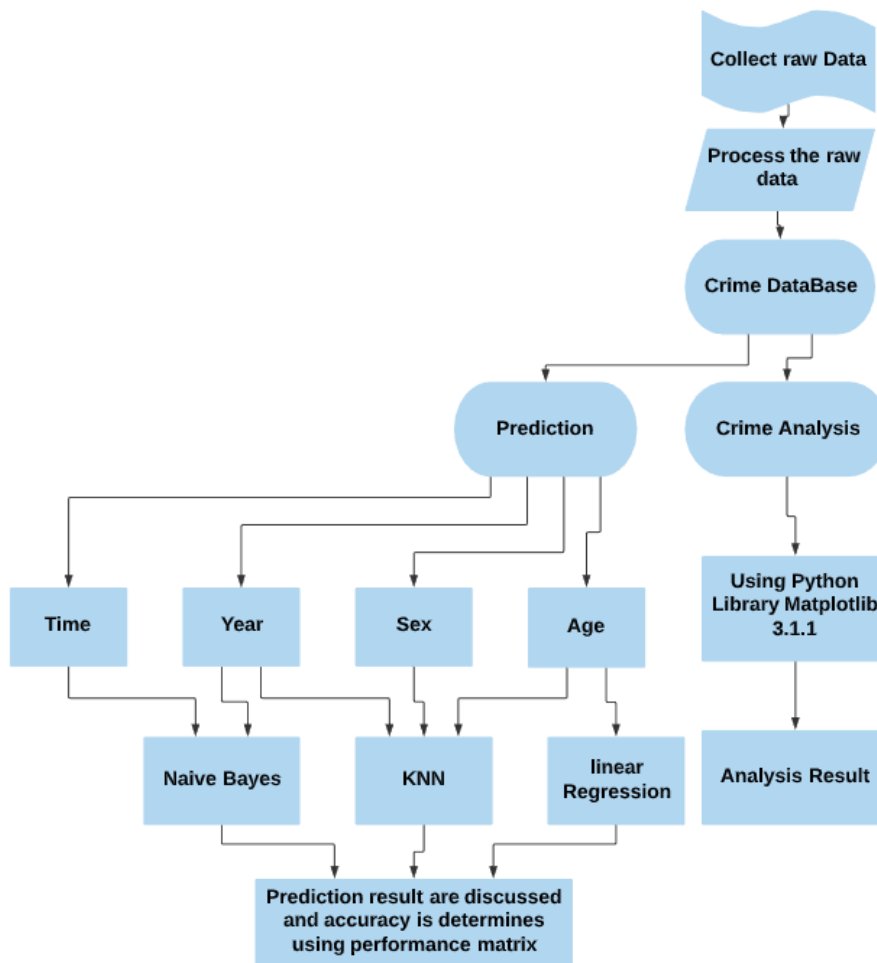 Collect raw Data
Process the raw
data
Crime DataBase
Prediction
Crime Analysis
Time
Year
Sex
Age
Using Python
Library Matplotlib
3.1.1
Naive Bayes
KNN
linear
Regression
Analysis Result
Prediction result are discussed
and accuracy is determines
using performance matrix